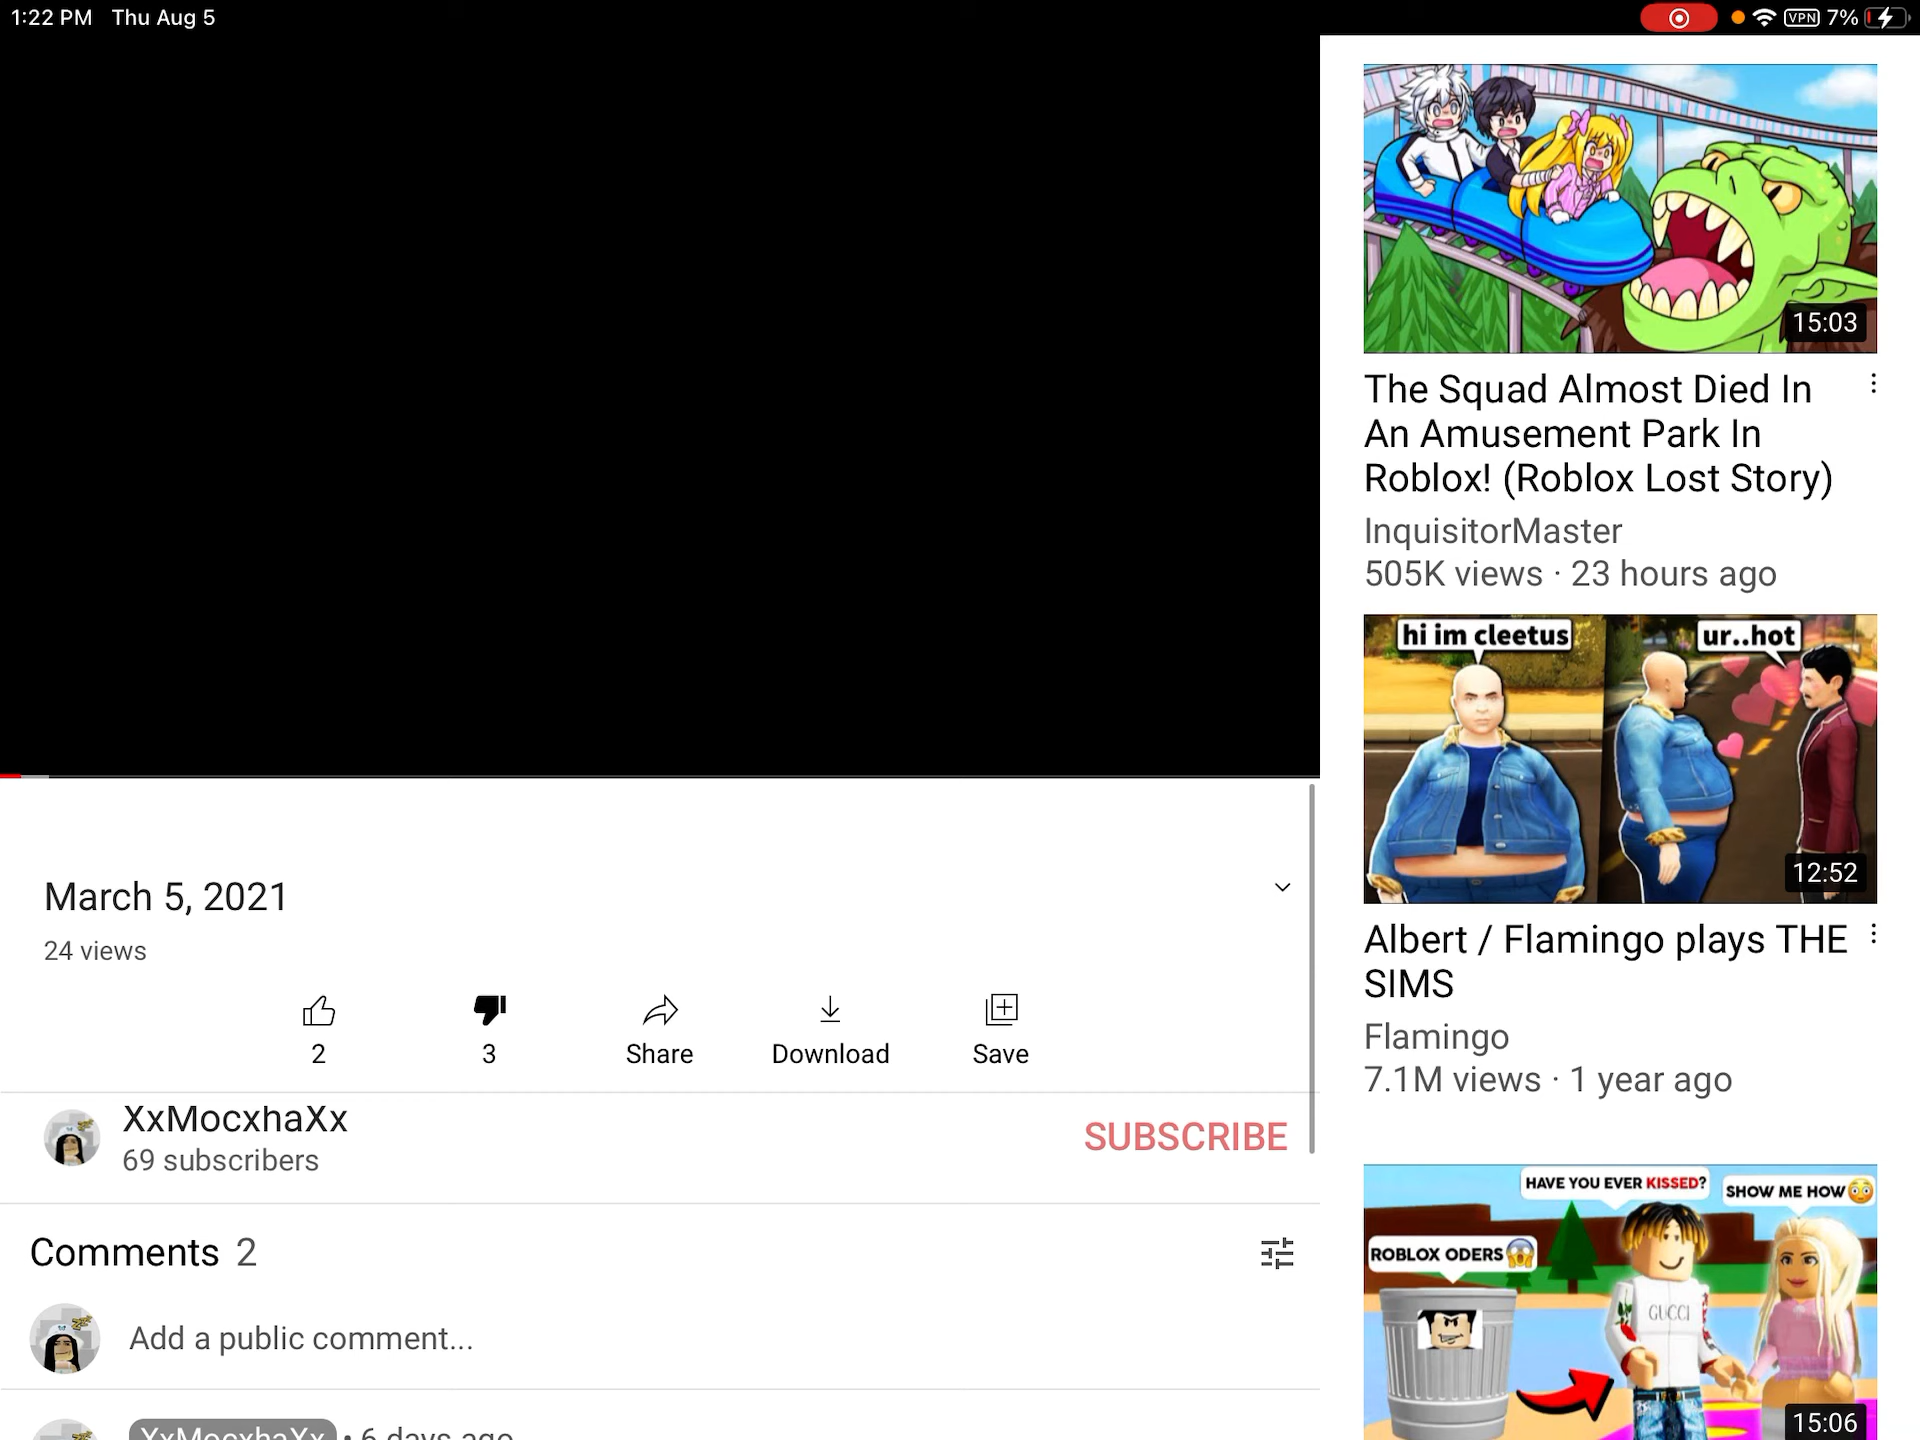 1:22 PM Thu Aug 5
VPN 7%
March 5, 2021
24 views
2 3 Share Download Save
XxMocxhaXx
69 subscribers
SUBSCRIBE
Comments 2
Add a public comment...
XxMocxhaXx • 6 days ago
15:03
The Squad Almost Died In
An Amusement Park In
Roblox! (Roblox Lost Story)
InquisitorMaster
505K views · 23 hours ago
hi im cleetus
ur..hot
12:52
Albert / Flamingo plays THE
SIMS
Flamingo
7.1M views · 1 year ago
HAVE YOU EVER KISSED?
SHOW ME HOW
ROBLOX ODERS
GUCCI
15:06